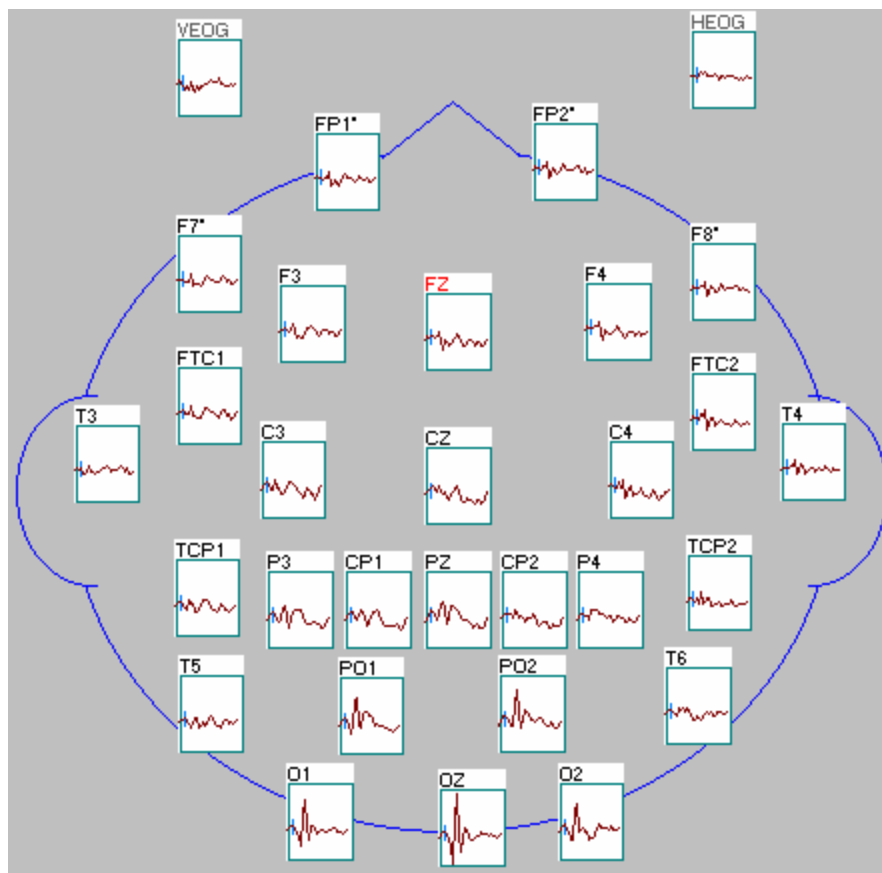 VEOG
HEOG
FP1"
FP2"
F7"
F8"
F3
FZ
F4
FTC1
FTC2
T3
T4
C3
CZ
C4
TCP1
P3
CP1
PZ
CP2
P4
TCP2
T5
PO1
PO2
T6
O1
OZ
O2